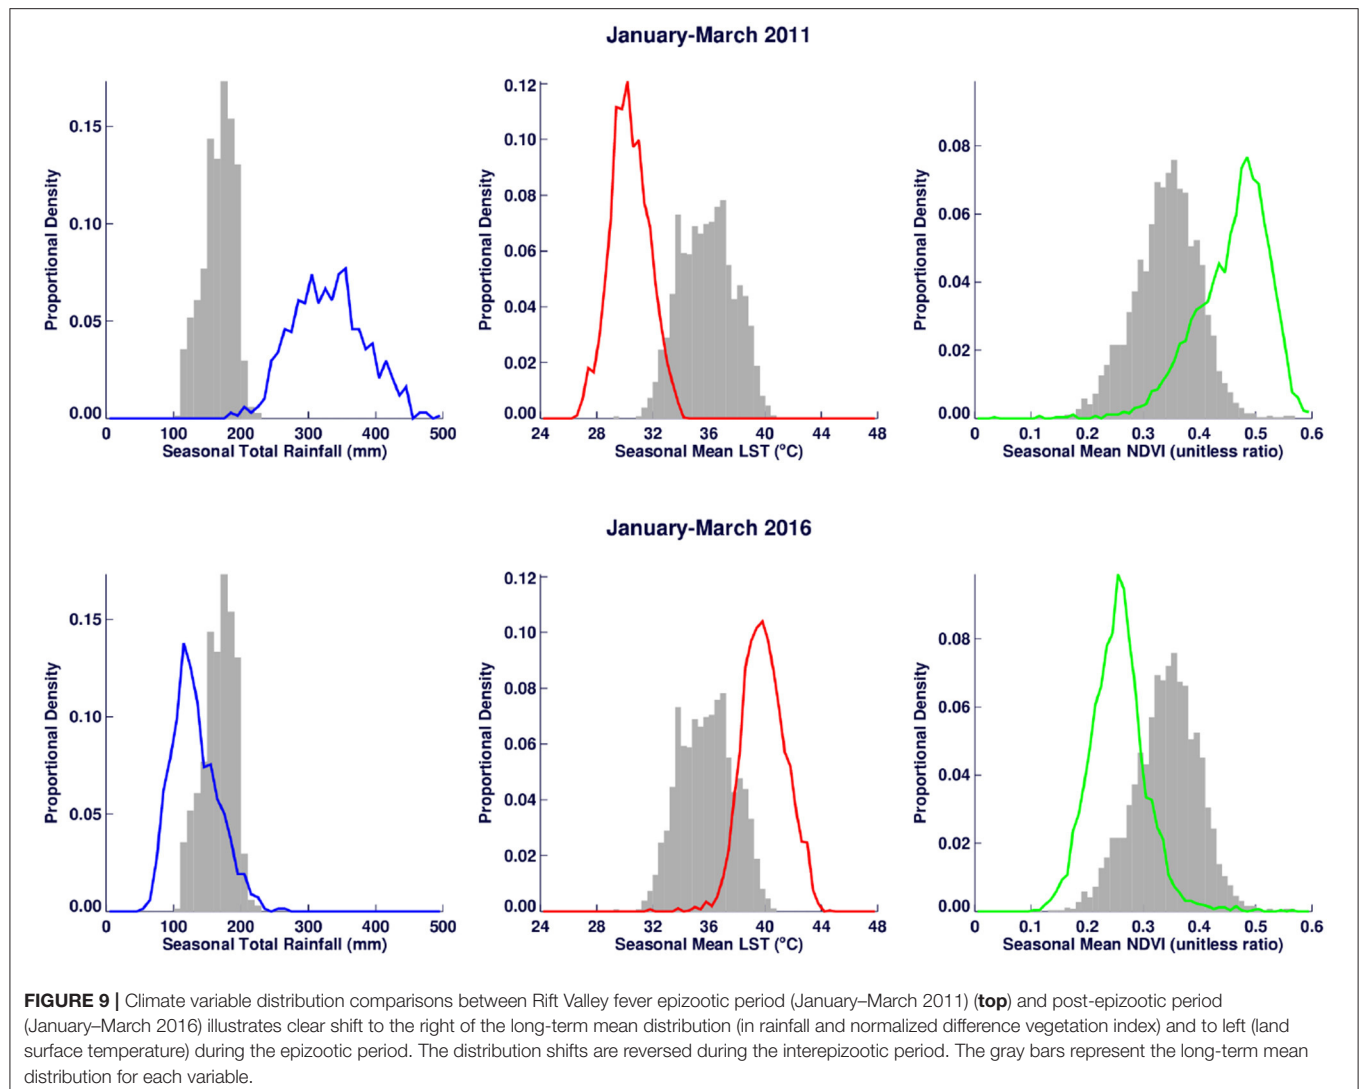 January-March 2011
Proportional Density
0.15
0.10
0.05
0.00
0 100 200 300 400 500
Seasonal Total Rainfall (mm)
Proportional Density
0.12
0.10
0.08
0.06
0.04
0.02
0.00
24 28 32 36 40 44 48
Seasonal Mean LST (°C)
Proportional Density
0.08
0.06
0.04
0.02
0.00
0 0.1 0.2 0.3 0.4 0.5 0.6
Seasonal Mean NDVI (unitless ratio)
January-March 2016
Proportional Density
0.15
0.10
0.05
0.00
0 100 200 300 400 500
Seasonal Total Rainfall (mm)
Proportional Density
0.12
0.10
0.08
0.06
0.04
0.02
0.00
24 28 32 36 40 44 48
Seasonal Mean LST (°C)
Proportional Density
0.08
0.06
0.04
0.02
0.00
0 0.1 0.2 0.3 0.4 0.5 0.6
Seasonal Mean NDVI (unitless ratio)
FIGURE 9 | Climate variable distribution comparisons between Rift Valley fever epizootic period (January–March 2011) (top) and post-epizootic period
(January–March 2016) illustrates clear shift to the right of the long-term mean distribution (in rainfall and normalized difference vegetation index) and to left (land
surface temperature) during the epizootic period. The distribution shifts are reversed during the interepizootic period. The gray bars represent the long-term mean
distribution for each variable.